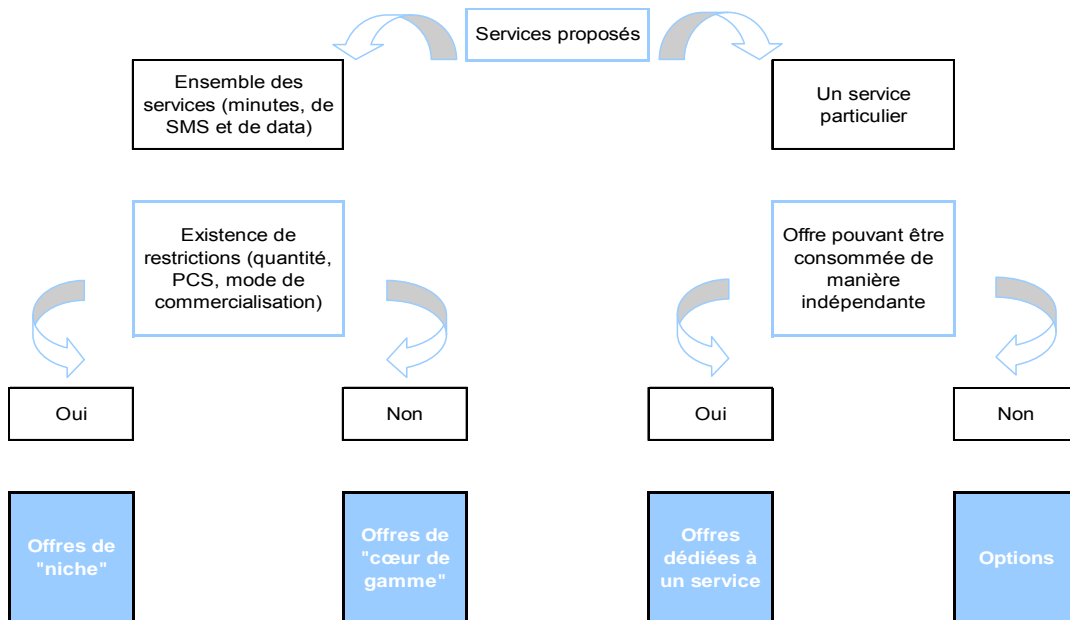 Services proposés
Ensemble des
services (minutes, de
SMS et de data)
Un service
particulier
Existence de
restrictions (quantité,
PCS, mode de
commercialisation)
Offre pouvant être
consommée de
manière
indépendante
Oui
Non
Oui
Non
Offres de
"niche"
Offres de
"cœur de
gamme"
Offres
dédiées à
un service
Options